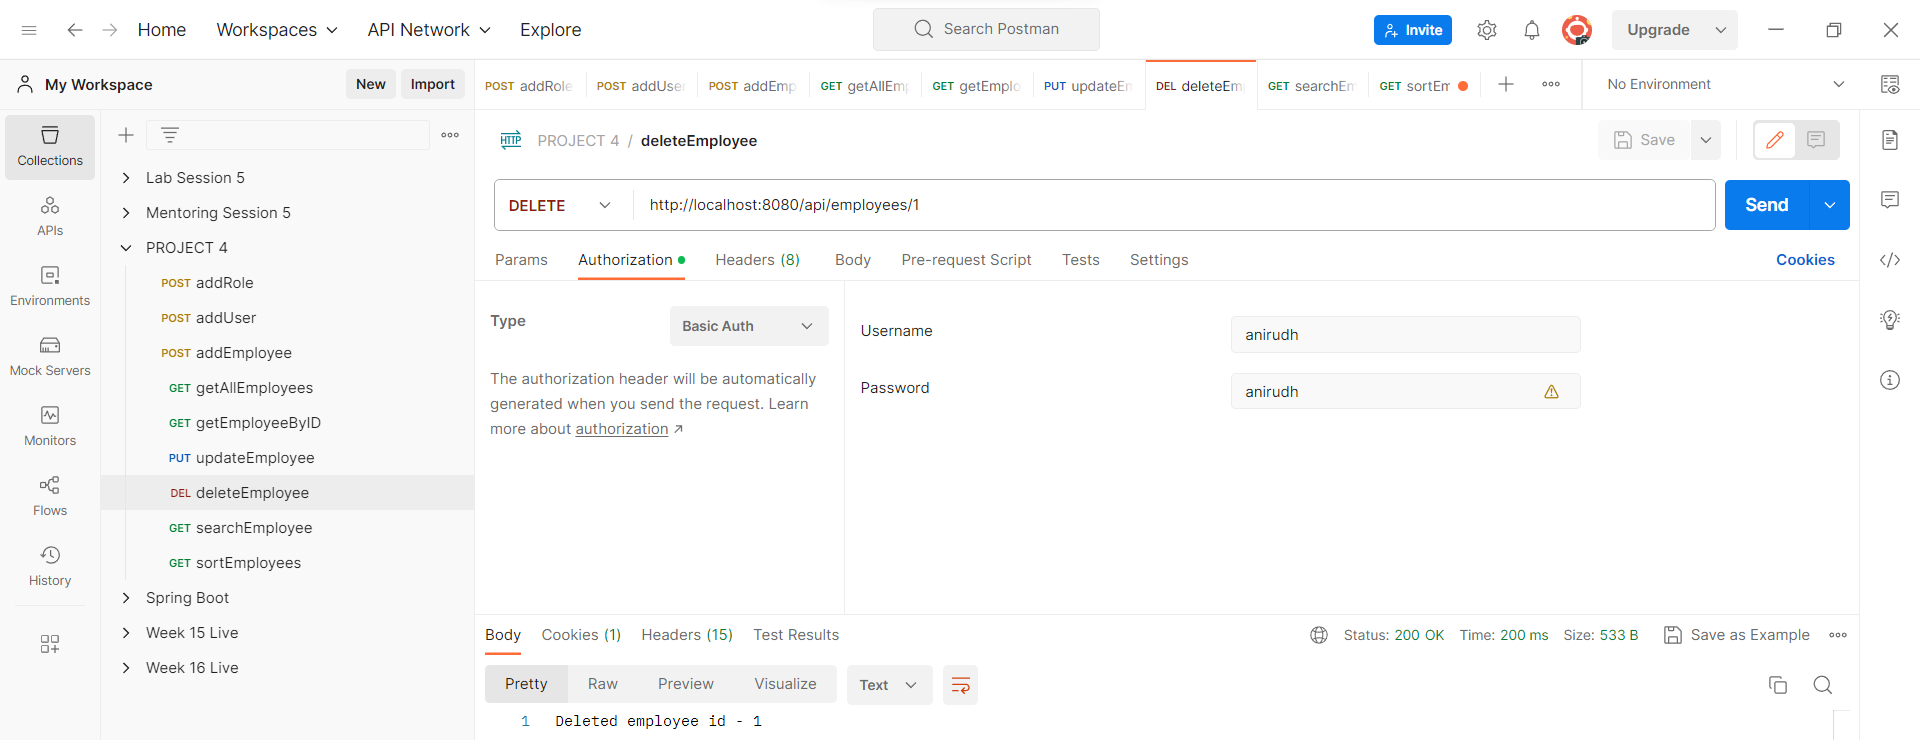 Home Workspaces API Network Explore Search Postman Invite Upgrade
My Workspace New Import
POST addRole POST addUser POST addEmp GET getAllEmp GET getEmplo PUT updateEm DEL deleteEm GET searchEm GET sortEm No Environment
Collections
APIs
Environments
Mock Servers
Monitors
Flows
History
Lab Session 5
Mentoring Session 5
PROJECT 4
POST addRole
POST addUser
POST addEmployee
GET getAllEmployees
GET getEmployeeByID
PUT updateEmployee
DEL deleteEmployee
GET searchEmployee
GET sortEmployees
Spring Boot
Week 15 Live
Week 16 Live
HTTP PROJECT 4 / deleteEmployee Save
DELETE http://localhost:8080/api/employees/1 Send
Params Authorization Headers (8) Body Pre-request Script Tests Settings Cookies
Type Basic Auth
The authorization header will be automatically
generated when you send the request. Learn
more about authorization ↗
Username anirudh
Password anirudh
Body Cookies (1) Headers (15) Test Results Status: 200 OK Time: 200 ms Size: 533 B Save as Example
Pretty Raw Preview Visualize Text
1 Deleted employee id - 1